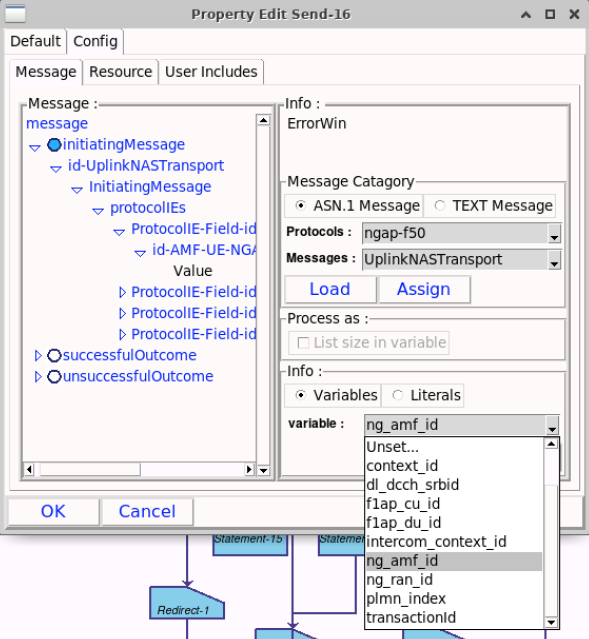 Property Edit Send-16
Default Config
Message Resource User Includes
Message :
message
initiatingMessage
id-UplinkNASTransport
InitiatingMessage
protocolIEs
ProtocolIE-Field-id
id-AMF-UE-NGA
Value
ProtocolIE-Field-id
ProtocolIE-Field-id
ProtocolIE-Field-id
successfulOutcome
unsuccessfulOutcome
Info :
ErrorWin
Message Catagory
ASN.1 Message TEXT Message
Protocols : ngap-f50
Messages : UplinkNASTransport
Load Assign
Process as :
List size in variable
Info :
Variables Literals
variable : ng_amf_id
Unset...
context_id
dl_dcch_srbid
f1ap_cu_id
f1ap_du_id
intercom_context_id
ng_amf_id
ng_ran_id
plmn_index
transactionId
OK Cancel
Statement-15 Stateme
Redirect-1